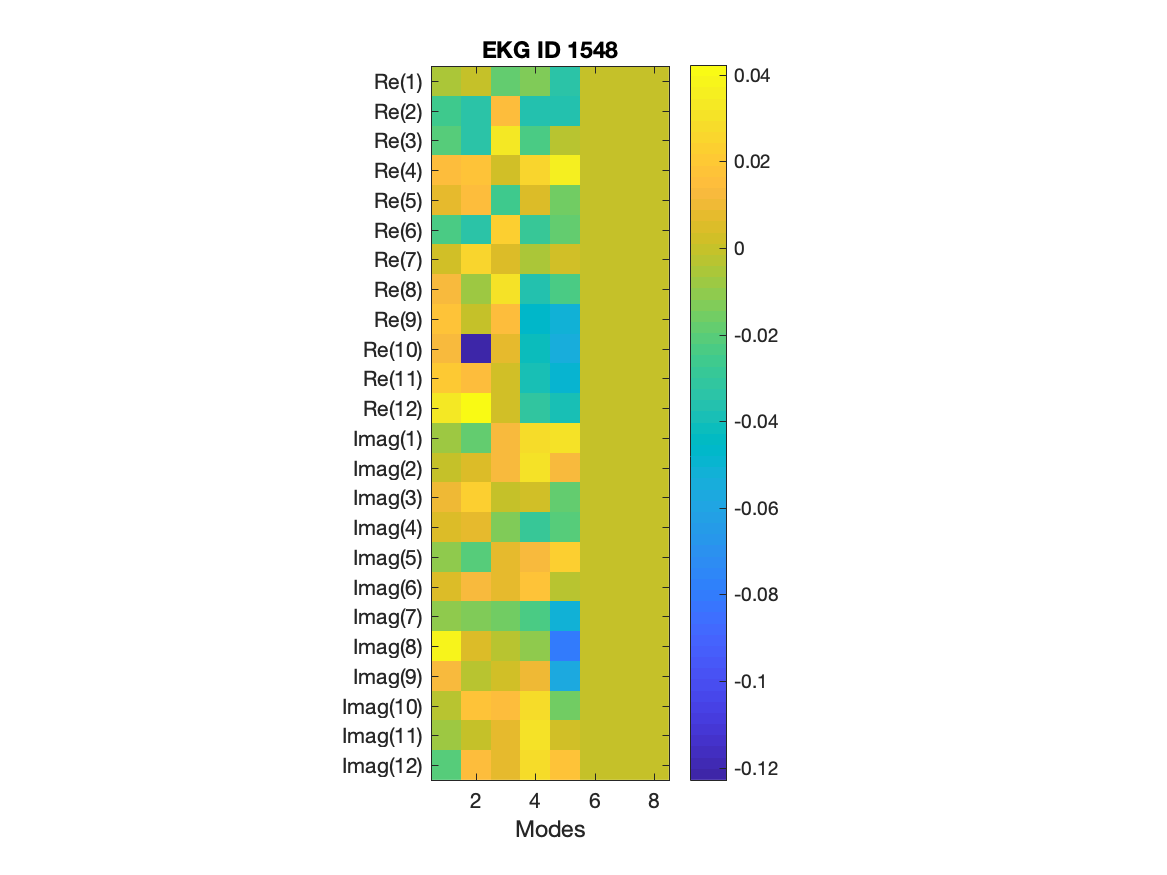 EKG ID 1548
Re(1)
Re(2)
Re(3)
Re(4)
Re(5)
Re(6)
Re(7)
Re(8)
Re(9)
Re(10)
Re(11)
Re(12)
Imag(1)
Imag(2)
Imag(3)
Imag(4)
Imag(5)
Imag(6)
Imag(7)
Imag(8)
Imag(9)
Imag(10)
Imag(11)
Imag(12)
2 4 6 8
Modes
0.04
0.02
0
-0.02
-0.04
-0.06
-0.08
-0.1
-0.12